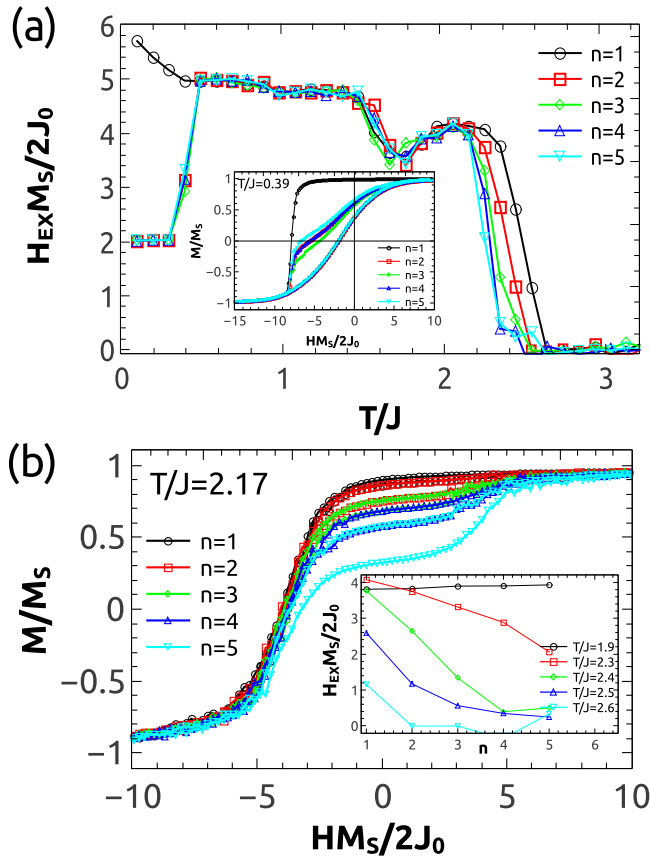 (a)
H_EX M_S/2J_0
6
5
4
3
2
1
0
0
1
2
3
T/J
n=1
n=2
n=3
n=4
n=5
T/J=0.39
M/M_S
1
0.5
0
−0.5
−1
−15
−10
−5
0
5
10
HM_S/2J_0
n=1
n=2
n=3
n=4
n=5
(b)
M/M_S
1
0.5
0
−0.5
−1
T/J=2.17
n=1
n=2
n=3
n=4
n=5
H_EX M_S/2J_0
4
3
2
1
0
1
2
3
4
5
6
n
T/J=1.9
T/J=2.3
T/J=2.4
T/J=2.5
T/J=2.6
−10
−5
0
5
10
HM_S/2J_0